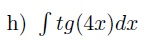 h) ∫ tg(4x)dx